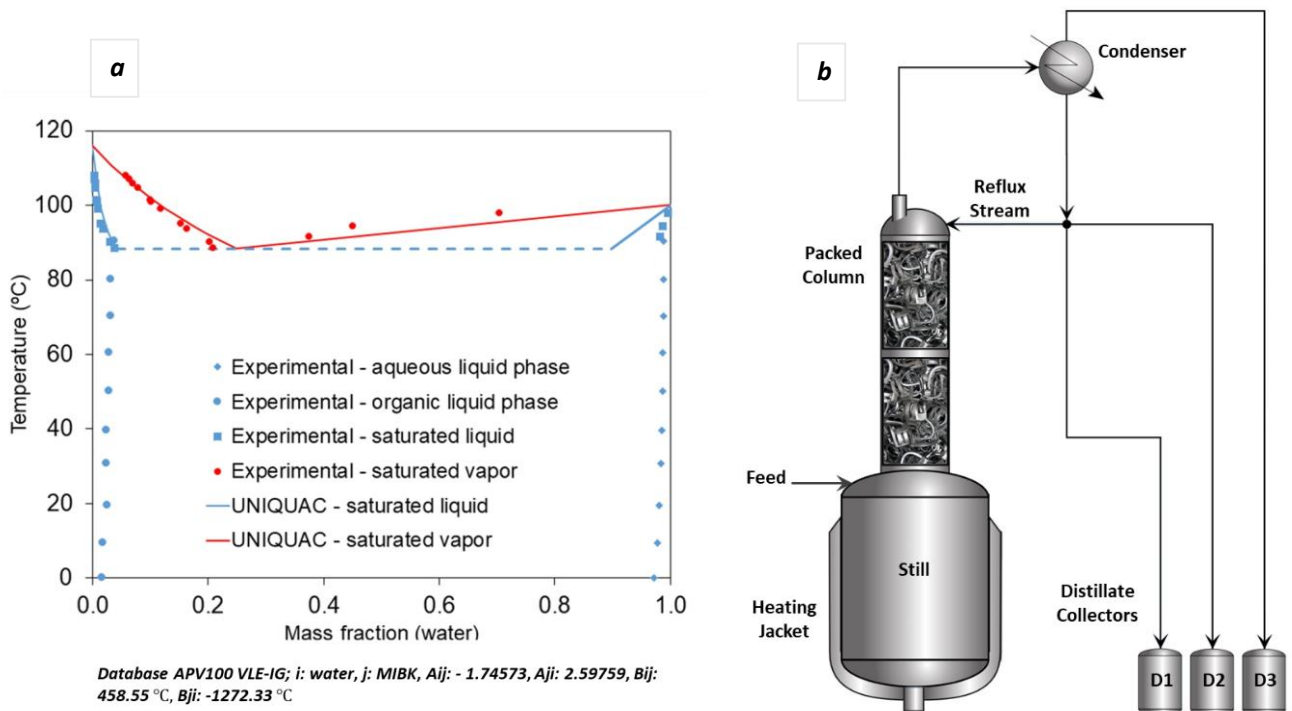 a
120
100
80
60
40
20
0
Temperature (ºC)
Experimental - aqueous liquid phase
Experimental - organic liquid phase
Experimental - saturated liquid
Experimental - saturated vapor
UNIQUAC - saturated liquid
UNIQUAC - saturated vapor
0.0 0.2 0.4 0.6 0.8 1.0
Mass fraction (water)
Database APV100 VLE-IG; i: water, j: MIBK, Aij: - 1.74573, Aji: 2.59759, Bij:
458.55 °C, Bji: -1272.33 °C
b
Condenser
Reflux
Stream
Packed
Column
Feed
Still
Heating
Jacket
Distillate
Collectors
D1 D2 D3